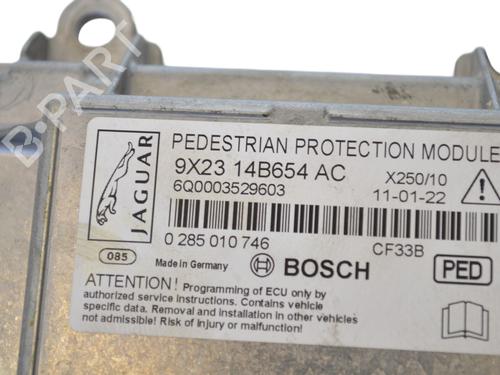 B-PART
JAGUAR
PEDESTRIAN PROTECTION MODULE
9X23 14B654 AC
X250/10
6Q0003529603
11-01-22
0 285 010 746
CF33B
085
Made in Germany
BOSCH
PED
ATTENTION! Programming of ECU only by
authorized service instructions. Contains vehicle
specific data. Removal and installation in other vehicles
not admissible! Risk of injury or malfunction!